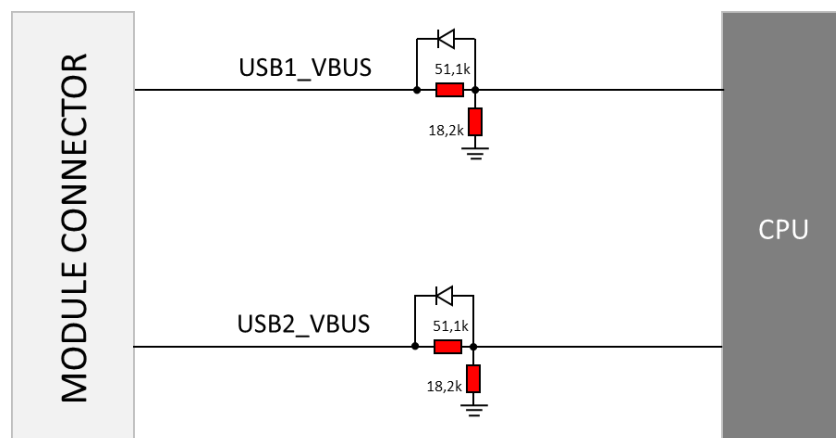 MODULE CONNECTOR
USB1_VBUS
51,1k
18,2k
CPU
USB2_VBUS
51,1k
18,2k